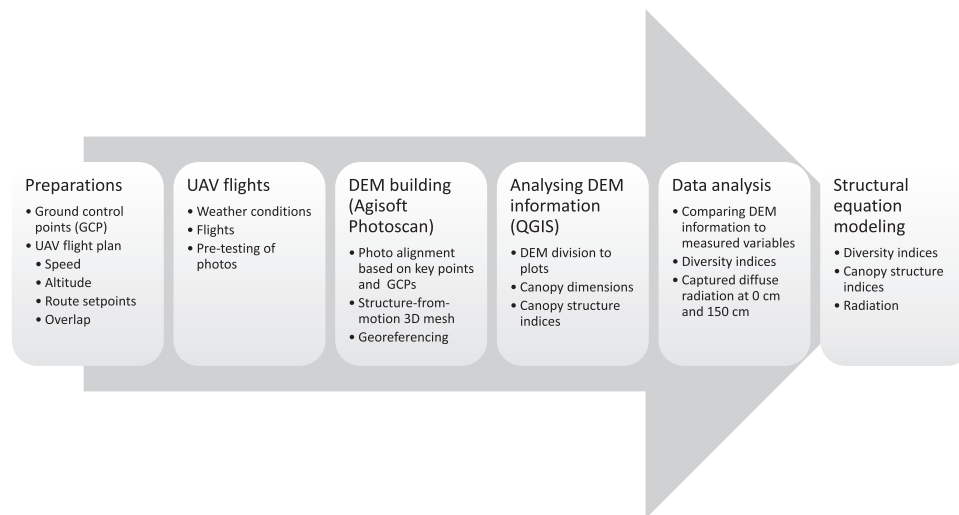 Preparations
• Ground control
points (GCP)
• UAV flight plan
• Speed
• Altitude
• Route setpoints
• Overlap
UAV flights
• Weather conditions
• Flights
• Pre-testing of
photos
DEM building
(Agisoft
Photoscan)
• Photo alignment
based on key points
and GCPs
• Structure-from-
motion 3D mesh
• Georeferencing
Analysing DEM
information
(QGIS)
• DEM division to
plots
• Canopy dimensions
• Canopy structure
indices
Data analysis
• Comparing DEM
information to
measured variables
• Diversity indices
• Captured diffuse
radiation at 0 cm
and 150 cm
Structural
equation
modeling
• Diversity indices
• Canopy structure
indices
• Radiation